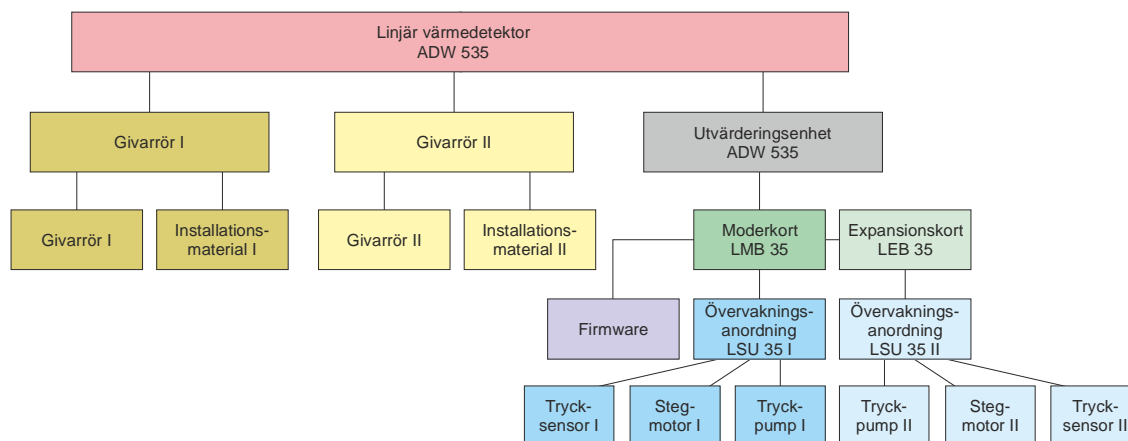 Linjär värmedetektor
ADW 535
Givarrör I
Givarrör II
Utvärderingsenhet
ADW 535
Givarrör I
Installations-
material I
Givarrör II
Installations-
material II
Moderkort
LMB 35
Expansionskort
LEB 35
Firmware
Övervaknings-
anordning
LSU 35 I
Övervaknings-
anordning
LSU 35 II
Tryck-
sensor I
Steg-
motor I
Tryck-
pump I
Tryck-
pump II
Steg-
motor II
Tryck-
sensor II